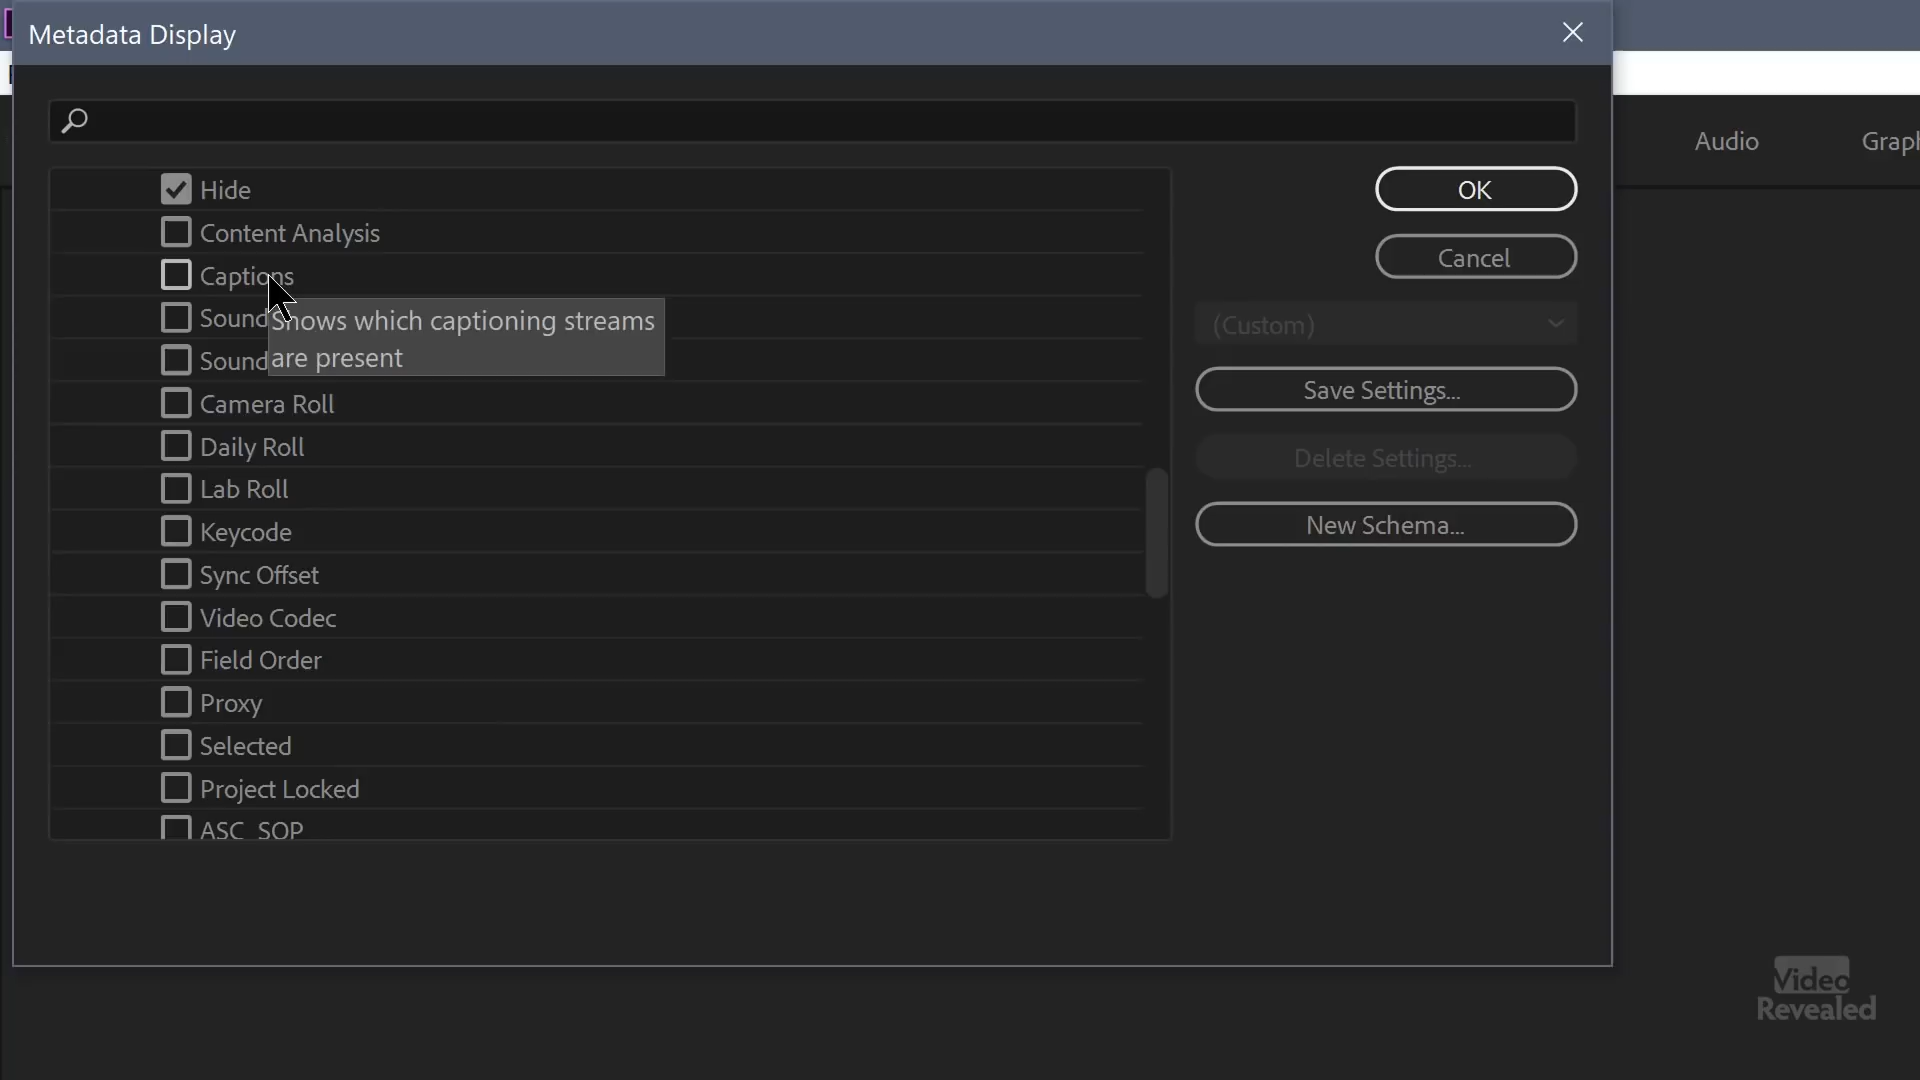 Metadata Display
Audio
Graph
Hide
OK
Content Analysis
Cancel
Captions
Sound
Shows which captioning streams
are present
(Custom)
Sound
Camera Roll
Save Settings...
Daily Roll
Delete Settings...
Lab Roll
Keycode
New Schema...
Sync Offset
Video Codec
Field Order
Proxy
Selected
Project Locked
ASC_SOP
Video
Revealed